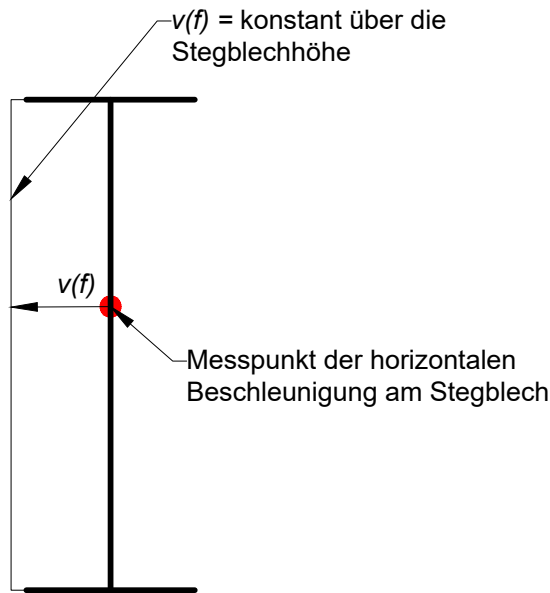 v(f) = konstant über die
Stegblechhöhe
v(f)
Messpunkt der horizontalen
Beschleunigung am Stegblech